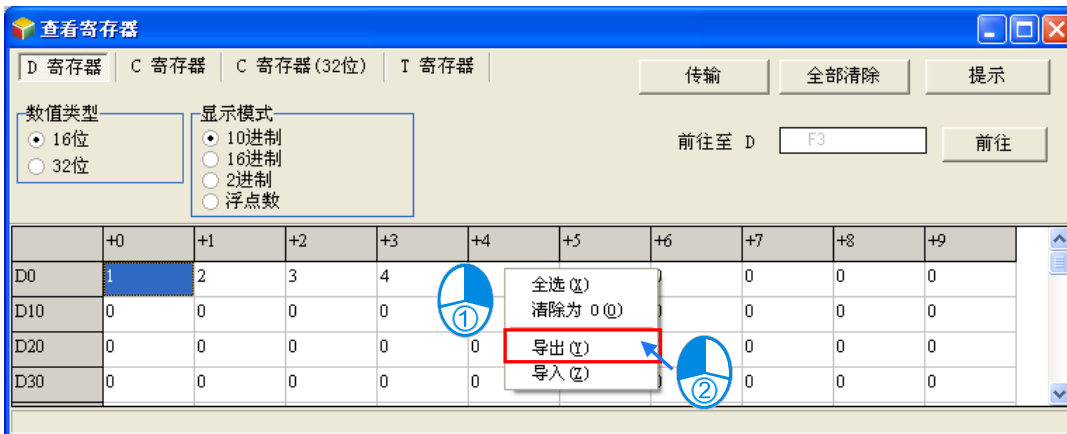 查看寄存器
D 寄存器 C 寄存器 C 寄存器(32位) T 寄存器 传输 全部清除 提示
数值类型 显示模式
16位 10进制 前往至 D F3 前往
32位 16进制
2进制
浮点数
+0 +1 +2 +3 +4 +5 +6 +7 +8 +9
D0 1 2 3 4 0 0 0
D10 0 0 0 0 0 0 0
D20 0 0 0 0 0 0 0 0
D30 0 0 0 0 0 0 0 0
全选(X)
清除为 0(O)
导出(Y)
导入(Z)
①
②